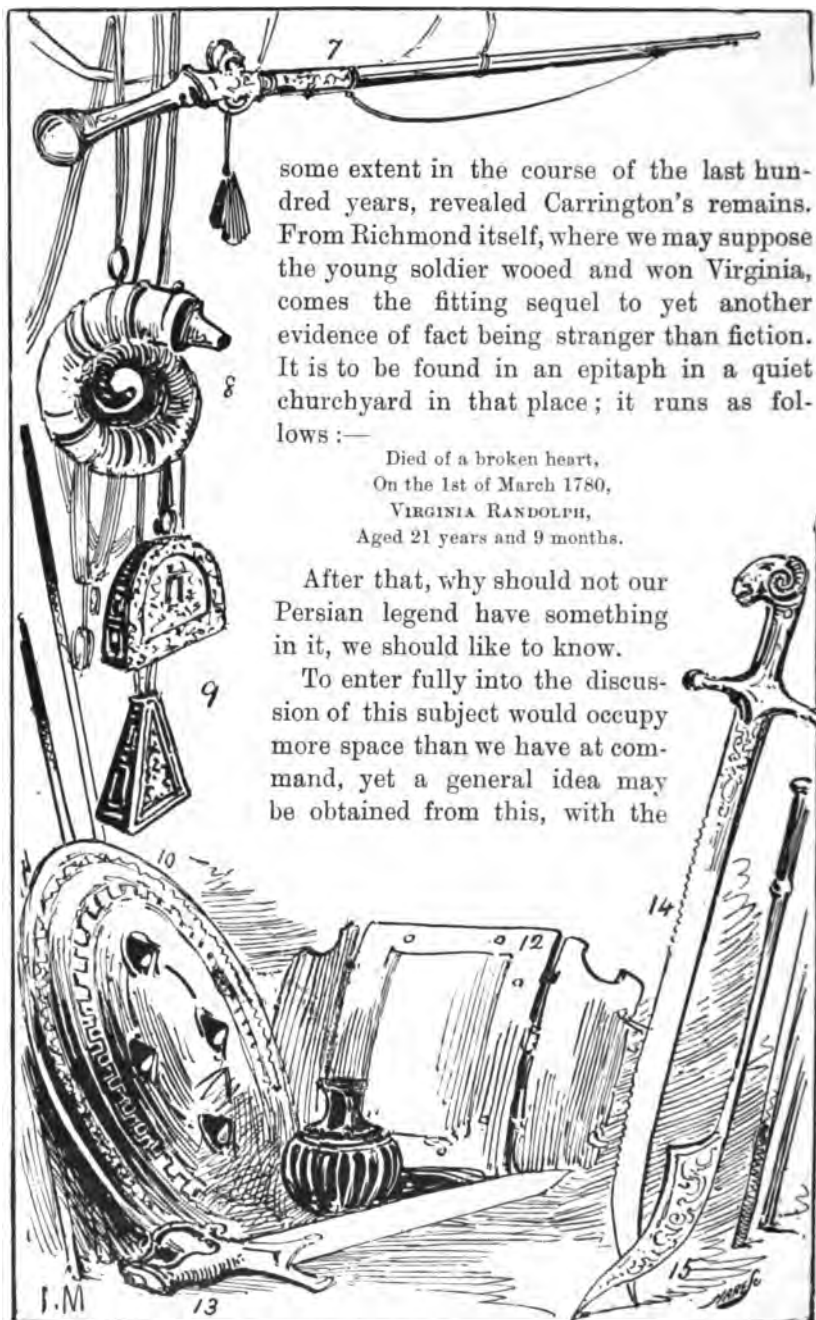 7
some extent in the course of the last hun-
dred years, revealed Carrington's remains.
From Richmond itself, where we may suppose
the young soldier wooed and won Virginia,
comes the fitting sequel to yet another
evidence of fact being stranger than fiction.
It is to be found in an epitaph in a quiet
churchyard in that place; it runs as fol-
lows:—
Died of a broken heart,
On the 1st of March 1780,
VIRGINIA RANDOLPH,
Aged 21 years and 9 months.
8
After that, why should not our
Persian legend have something
in it, we should like to know.
To enter fully into the discus-
sion of this subject would occupy
more space than we have at com-
mand, yet a general idea may
be obtained from this, with the
9
10
12
14
15
I.M
13